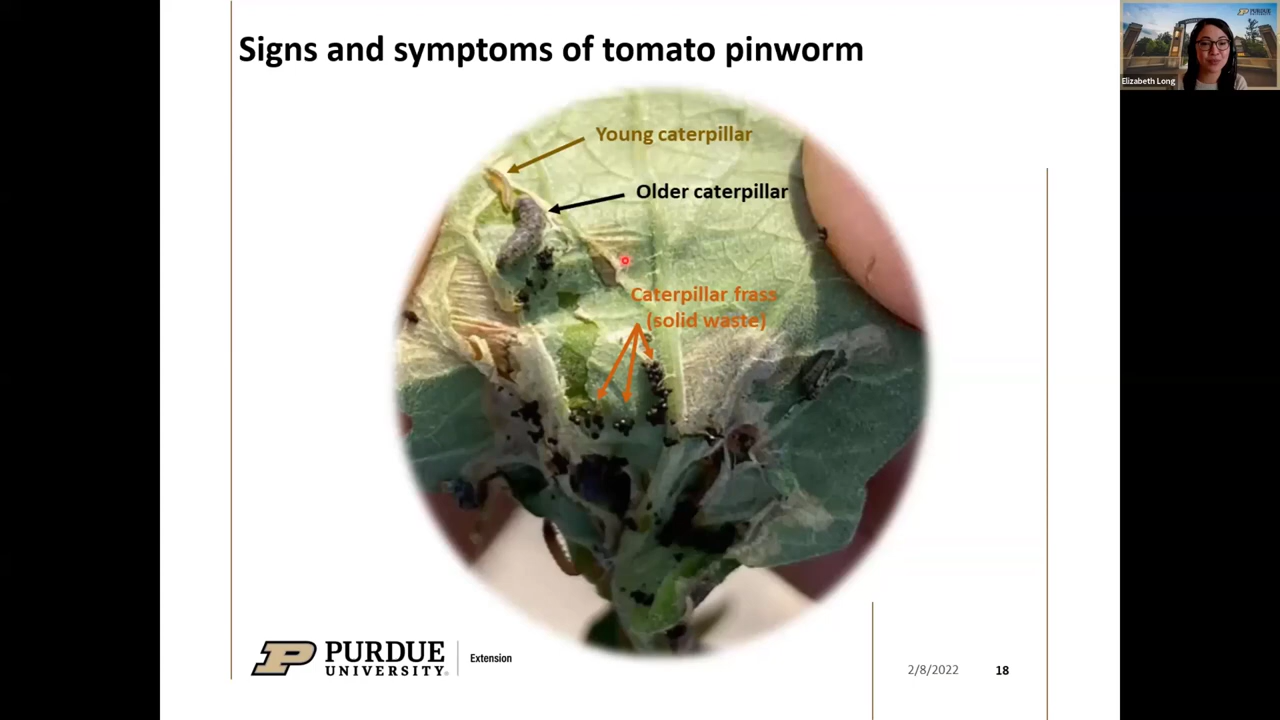 Signs and symptoms of tomato pinworm
Young caterpillar
Older caterpillar
Caterpillar frass
(solid waste)
PURDUE
UNIVERSITY®
Extension
2/8/2022
18
PURDUE
Elizabeth Long